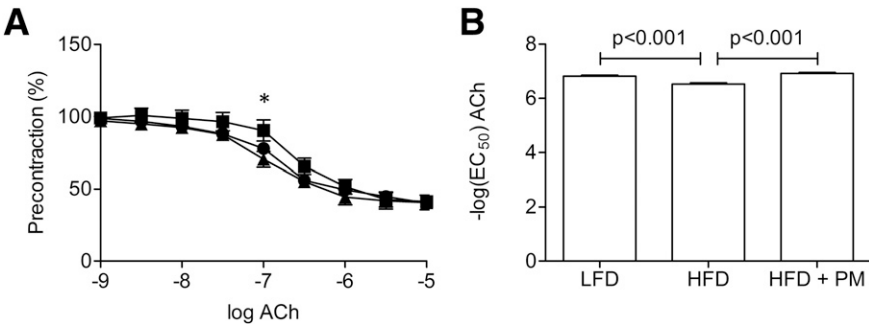 A
Precontraction (%)
150
100
50
0
*
-9 -8 -7 -6 -5
log ACh
B
-log(EC50) ACh
8
6
4
2
0
p<0.001 p<0.001
LFD HFD HFD + PM